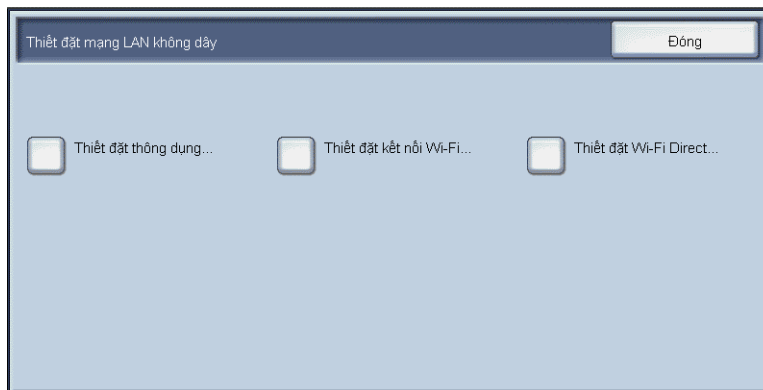 Thiết đặt mạng LAN không dây
Đóng
Thiết đặt thông dụng...
Thiết đặt kết nối Wi-Fi...
Thiết đặt Wi-Fi Direct...